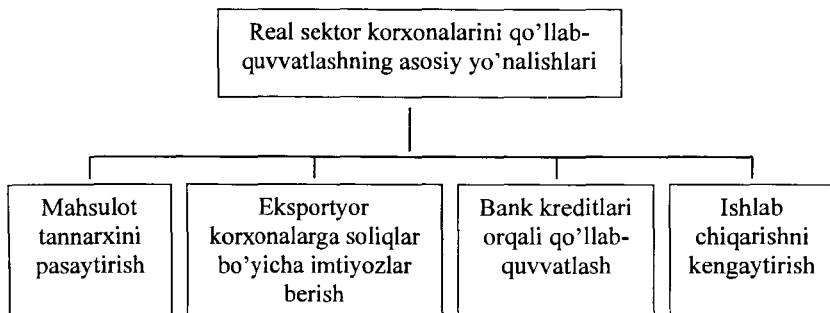 Real sektor korxonalarini qo’llab-
quvvatlashning asosiy yo’nalishlari
Mahsulot
tannarxini
pasaytirish
Eksportyor
korxonalarga soliqlar
bo’yicha imtiyozlar
berish
Bank kreditlari
orqali qo’llab-
quvvatlash
Ishlab
chiqarishni
kengaytirish